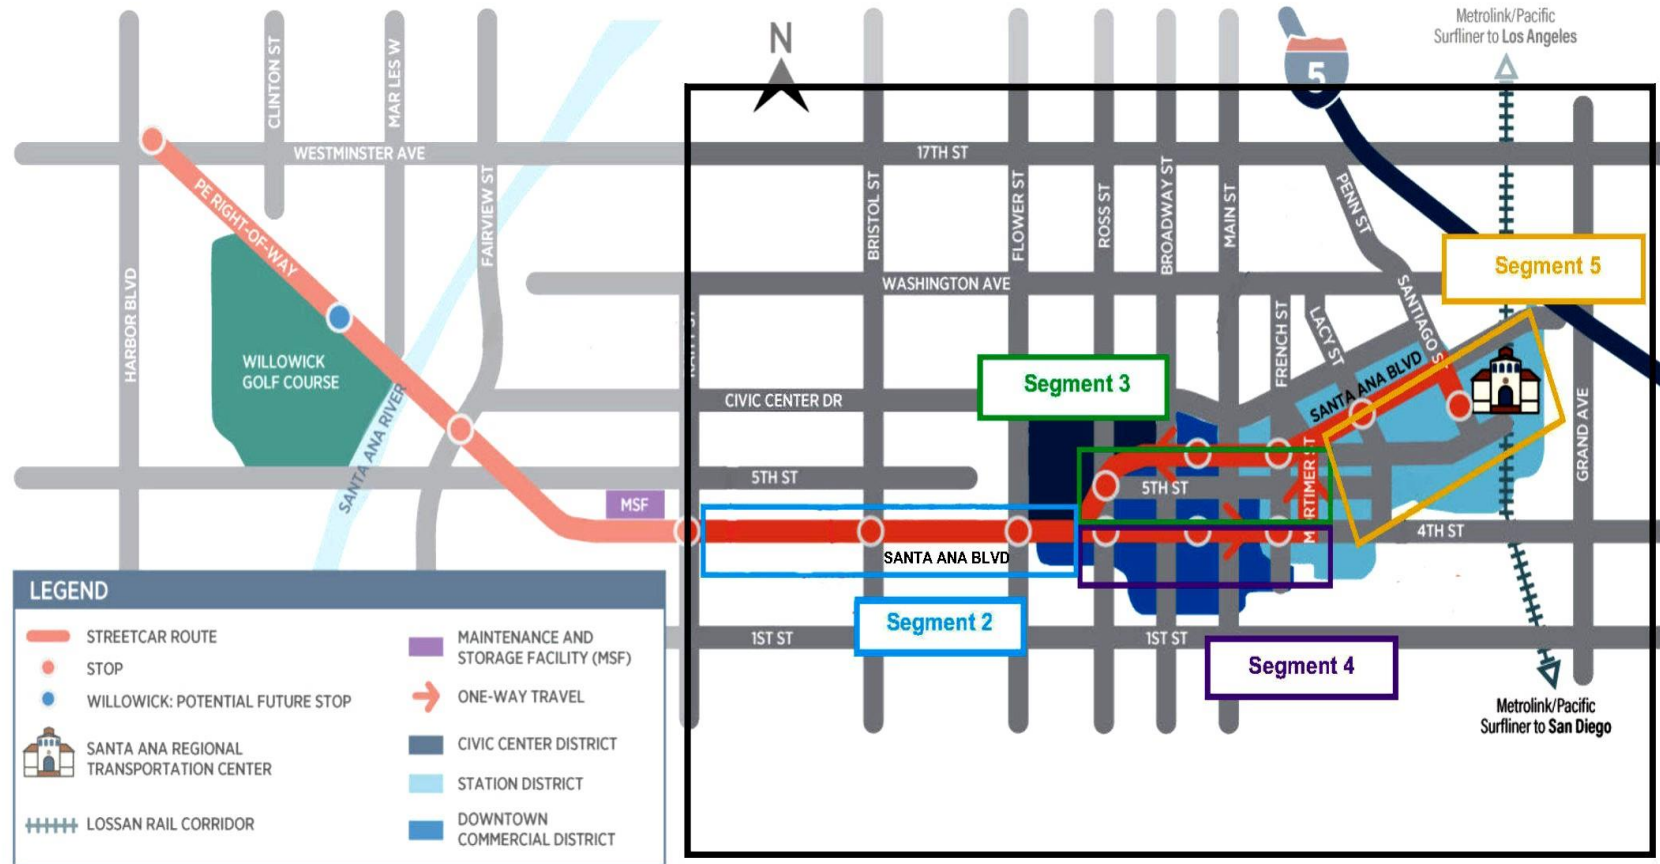 Metrolink/Pacific
Surfliner to Los Angeles
N
5
CLINTON ST
WESTMINSTER AVE
17TH ST
PE RIGHT-OF-WAY
FAIRVIEW ST
HARBOR BLVD
BRISTOL ST
FLOWER ST
ROSS ST
BROADWAY ST
MAIN ST
PENN ST
Segment 5
WASHINGTON AVE
SANTIAGO S
LACY ST
FRENCH ST
WILLOWICK
GOLF COURSE
SANTA ANA RIVER
Segment 3
CIVIC CENTER DR
SANTA ANA BLVD
GRAND AVE
5TH ST
5TH ST
MSF
4TH ST
SANTA ANA BLVD
Segment 2
1ST ST
1ST ST
Segment 4
Metrolink/Pacific
Surfliner to San Diego
LEGEND
STREETCAR ROUTE
STOP
WILLOWICK: POTENTIAL FUTURE STOP
SANTA ANA REGIONAL
TRANSPORTATION CENTER
LOSSAN RAIL CORRIDOR
MAINTENANCE AND
STORAGE FACILITY (MSF)
ONE-WAY TRAVEL
CIVIC CENTER DISTRICT
STATION DISTRICT
DOWNTOWN
COMMERCIAL DISTRICT